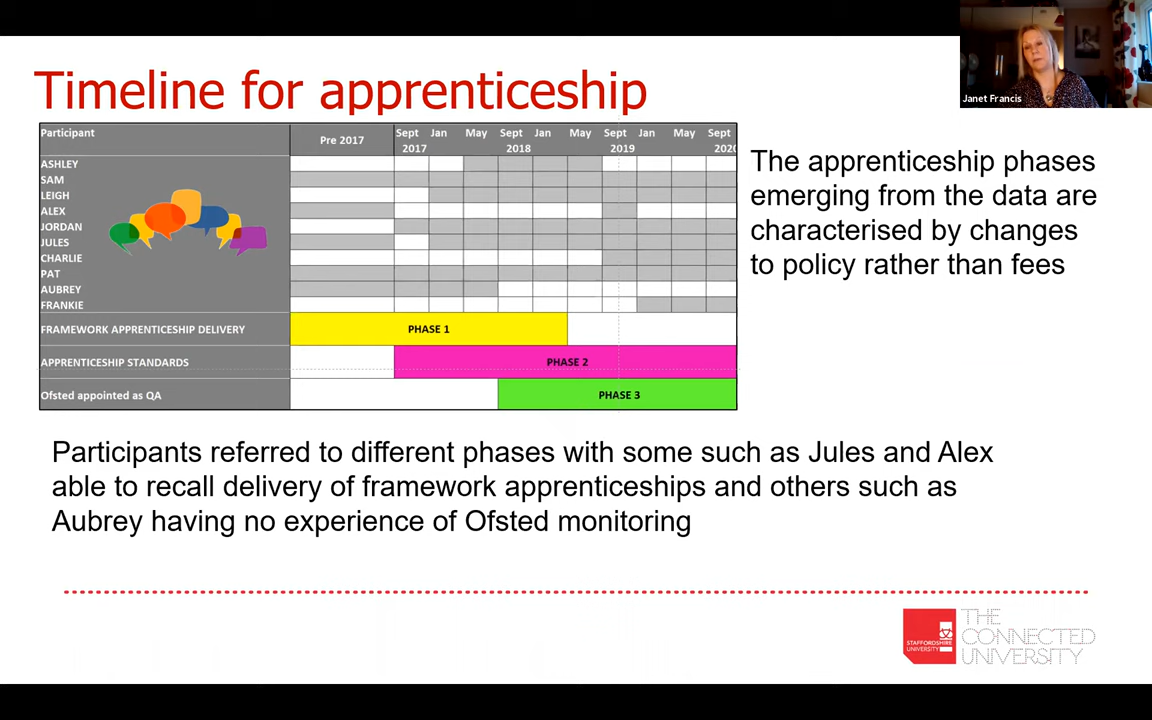 Timeline for apprenticeship
Janet Francis
Participant
Pre 2017
Sept Jan May Sept Jan May Sept Jan May Sept
2017 2018 2019 2020
ASHLEY
SAM
LEIGH
ALEX
JORDAN
JULES
CHARLIE
PAT
AUBREY
FRANKIE
FRAMEWORK APPRENTICESHIP DELIVERY PHASE 1
APPRENTICESHIP STANDARDS PHASE 2
Ofsted appointed as QA PHASE 3
The apprenticeship phases
emerging from the data are
characterised by changes
to policy rather than fees
Participants referred to different phases with some such as Jules and Alex
able to recall delivery of framework apprenticeships and others such as
Aubrey having no experience of Ofsted monitoring
STAFFORDSHIRE
UNIVERSITY
THE
CONNECTED
UNIVERSITY